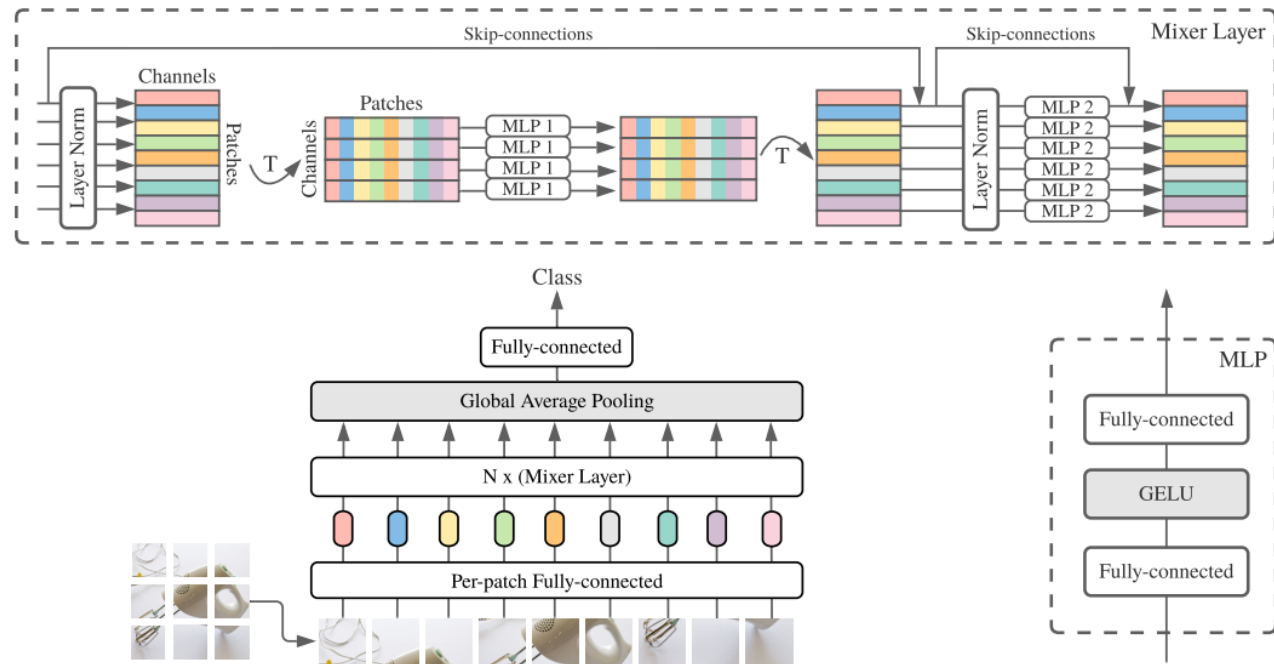 Skip-connections
Skip-connections
Mixer Layer
Channels
Patches
Layer Norm
Patches
T
Channels
MLP 1
MLP 1
MLP 1
MLP 1
T
Layer Norm
MLP 2
MLP 2
MLP 2
MLP 2
MLP 2
MLP 2
Class
Fully-connected
Global Average Pooling
N x (Mixer Layer)
Per-patch Fully-connected
MLP
Fully-connected
GELU
Fully-connected